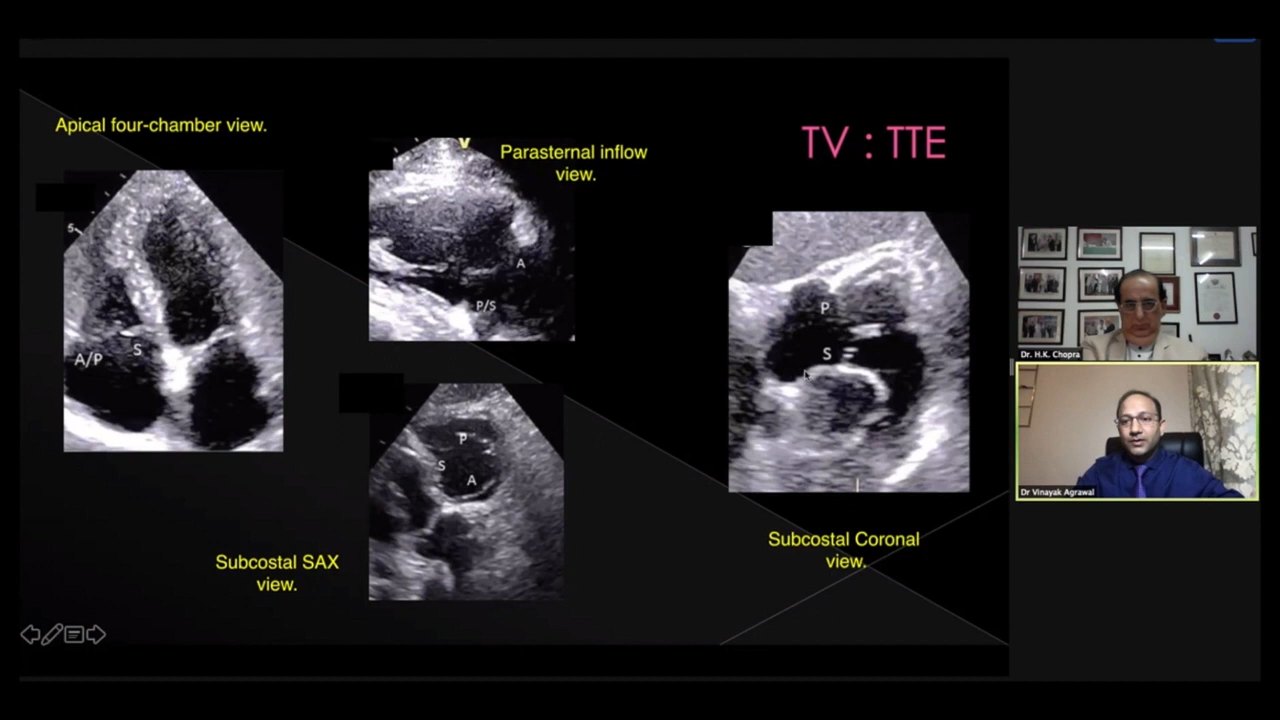 Apical four-chamber view.
Parasternal inflow
view.
TV : TTE
V
5
A/P
S
A
P/S
P
S
P
S
A
Subcostal SAX
view.
Subcostal Coronal
view.
Dr. H.K. Chopra
Dr Vinayak Agrawal